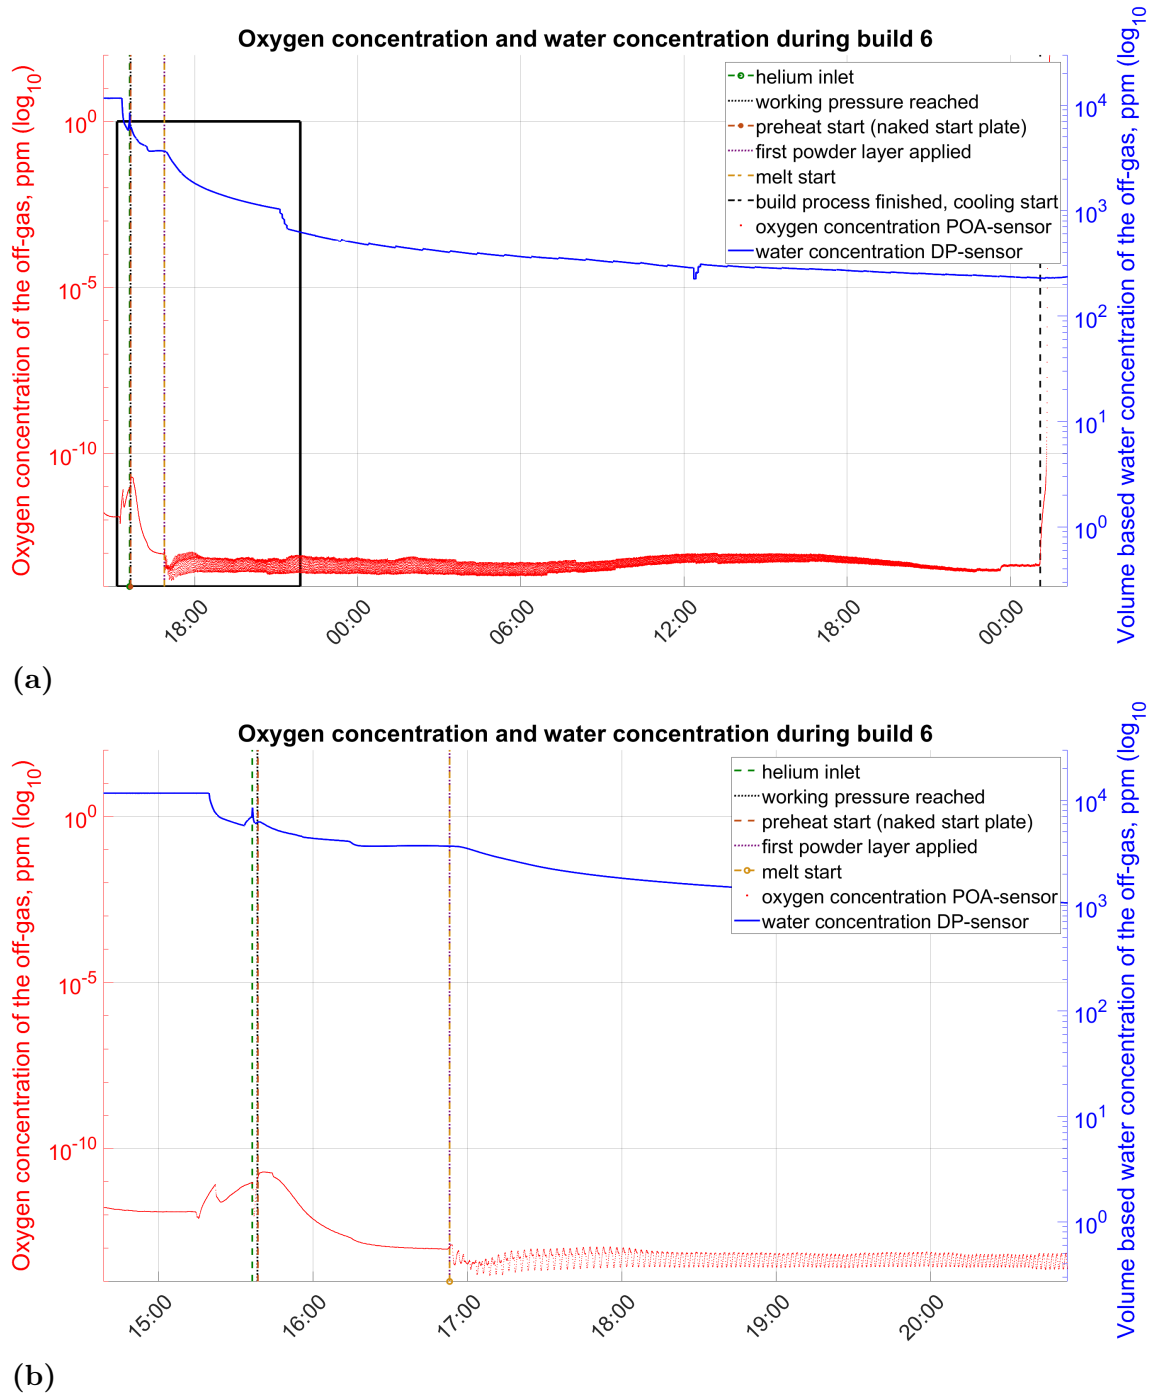 Oxygen concentration and water concentration during build 6
Oxygen concentration of the off-gas, ppm (log10)
10^0
10^-5
10^-10
helium inlet
working pressure reached
preheat start (naked start plate)
first powder layer applied
melt start
build process finished, cooling start
oxygen concentration POA-sensor
water concentration DP-sensor
10^4
10^3
10^2
10^1
10^0
Volume based water concentration of the off-gas, ppm (log10
18:00
00:00
06:00
12:00
18:00
00:00
(a)
Oxygen concentration and water concentration during build 6
Oxygen concentration of the off-gas, ppm (log10)
10^0
10^-5
10^-10
helium inlet
working pressure reached
preheat start (naked start plate)
first powder layer applied
melt start
oxygen concentration POA-sensor
water concentration DP-sensor
10^4
10^3
10^2
10^1
10^0
Volume based water concentration of the off-gas, ppm (log10
15:00
16:00
17:00
18:00
19:00
20:00
(b)